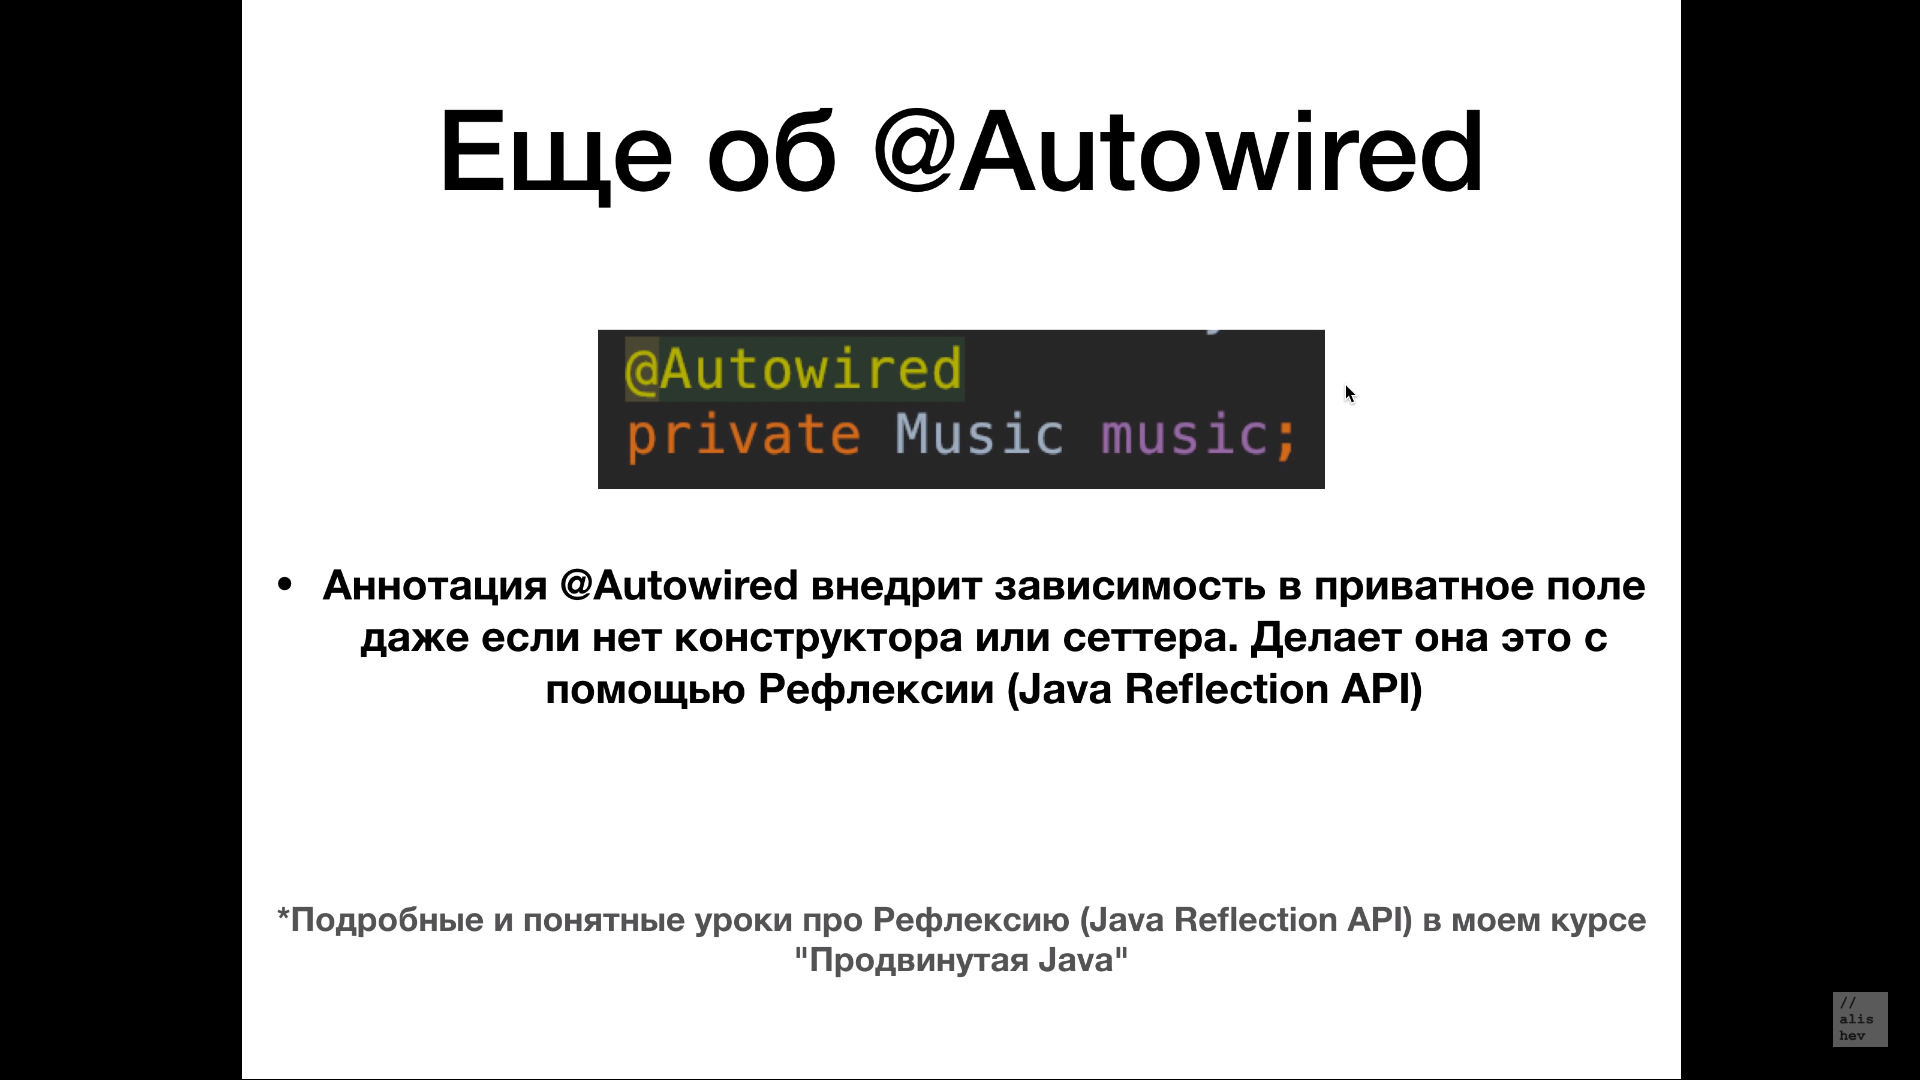 Еще об @Autowired
@Autowired
private Music music;
• Аннотация @Autowired внедрит зависимость в приватное поле
даже если нет конструктора или сеттера. Делает она это с
помощью Рефлексии (Java Reflection API)
*Подробные и понятные уроки про Рефлексию (Java Reflection API) в моем курсе
"Продвинутая Java"
//
alis
hev